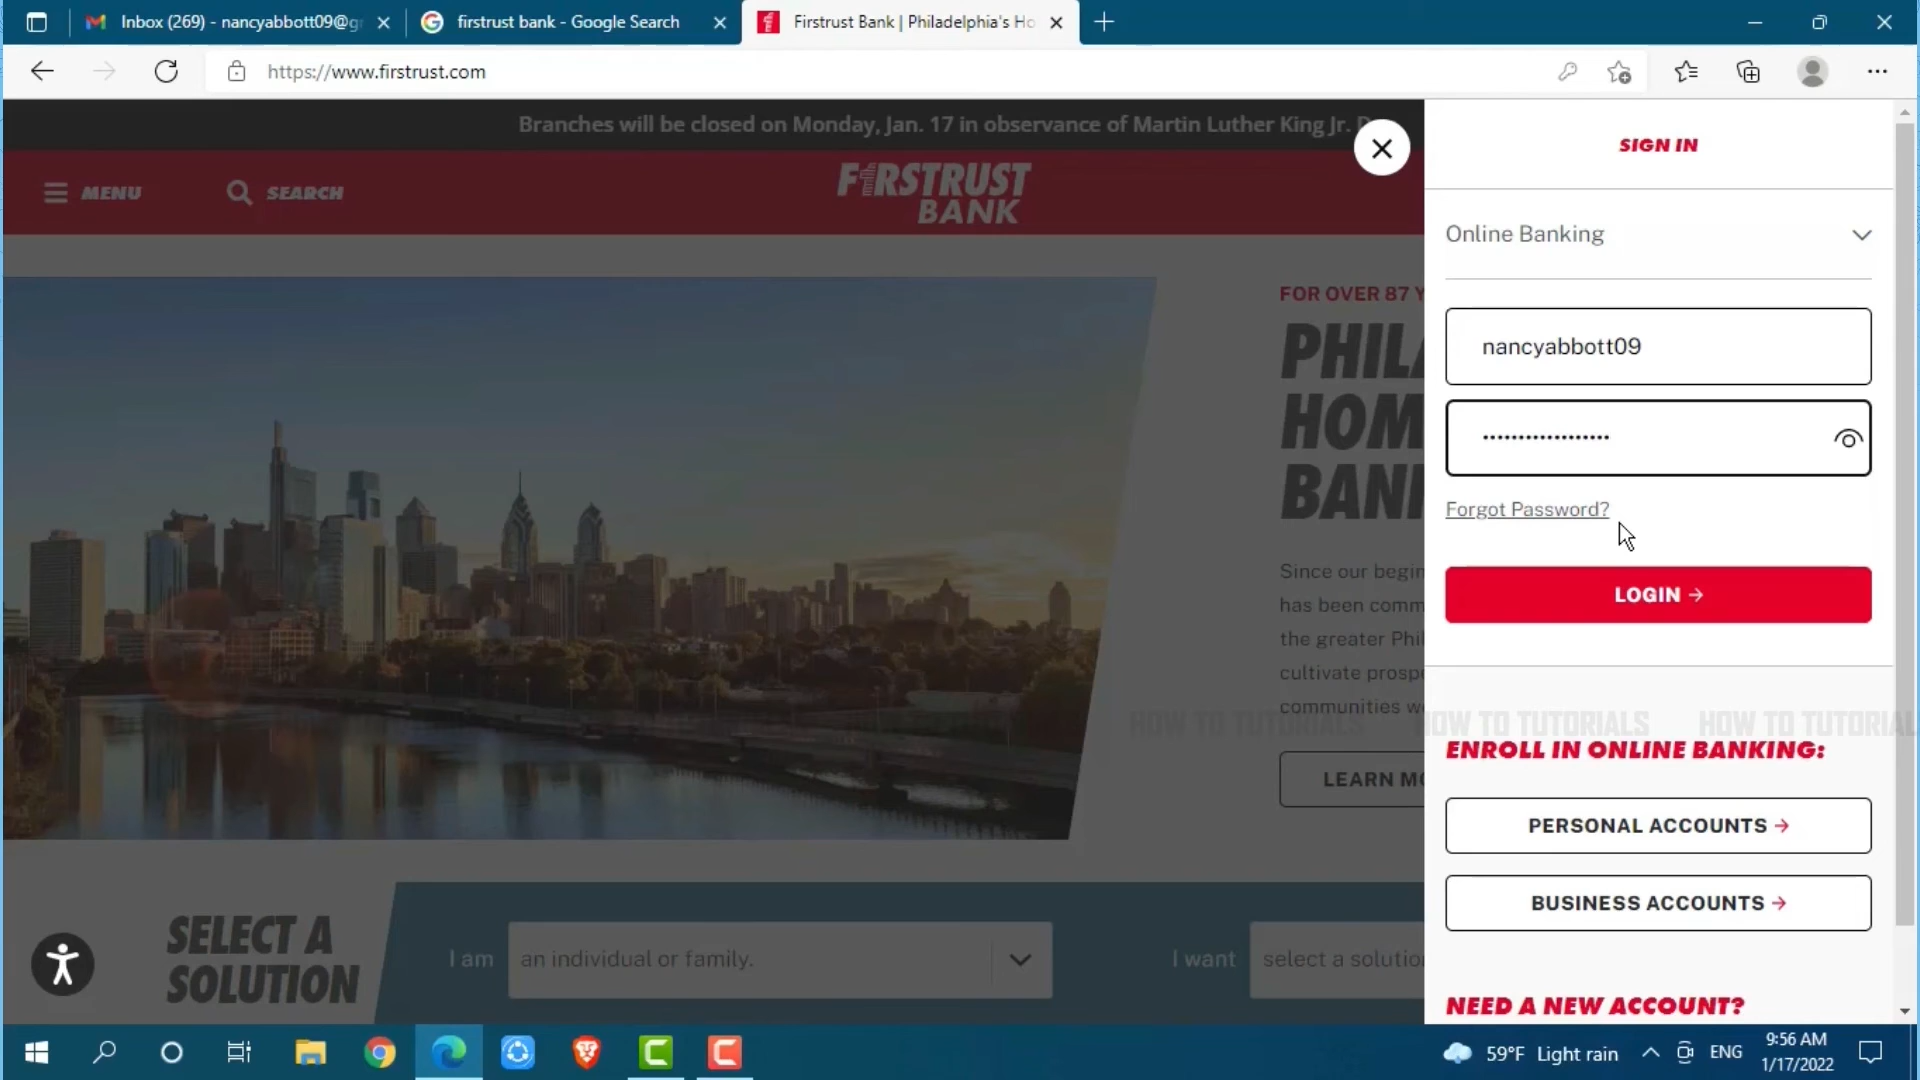 Inbox (269) - nancyabbott09@g
firstrust bank - Google Search
Firstrust Bank | Philadelphia's Ho
https://www.firstrust.com
Branches will be closed on Monday, Jan. 17 in observance of Martin Luther King Jr. D
MENU
SEARCH
FIRSTRUST
BANK
SIGN IN
Online Banking
nancyabbott09
••••••••••••••••••
Forgot Password?
LOGIN →
FOR OVER 87 Y
PHIL
HOM
BAN
Since our begin
has been comm
the greater Phil
cultivate prospe
communities w
LEARN MO
HOW TO TUTORIALS HOW TO TUTORIALS HOW TO TUTORIAL
ENROLL IN ONLINE BANKING:
PERSONAL ACCOUNTS →
BUSINESS ACCOUNTS →
NEED A NEW ACCOUNT?
SELECT A
SOLUTION
I am
an individual or family.
I want
select a solutio
59°F Light rain
ENG
9:56 AM
1/17/2022